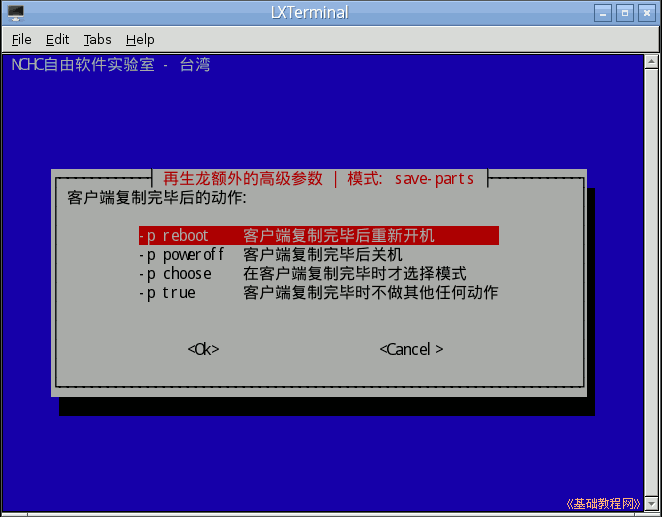 LXTerminal
File Edit Tabs Help
NCHC自由软件实验室 - 台湾
再生龙额外的高级参数 | 模式: save-parts
客户端复制完毕后的动作:
-p reboot 客户端复制完毕后重新开机
-p poweroff 客户端复制完毕后关机
-p choose 在客户端复制完毕时才选择模式
-p true 客户端复制完毕时不做其他任何动作
<Ok> <Cancel>
《基础教程网》